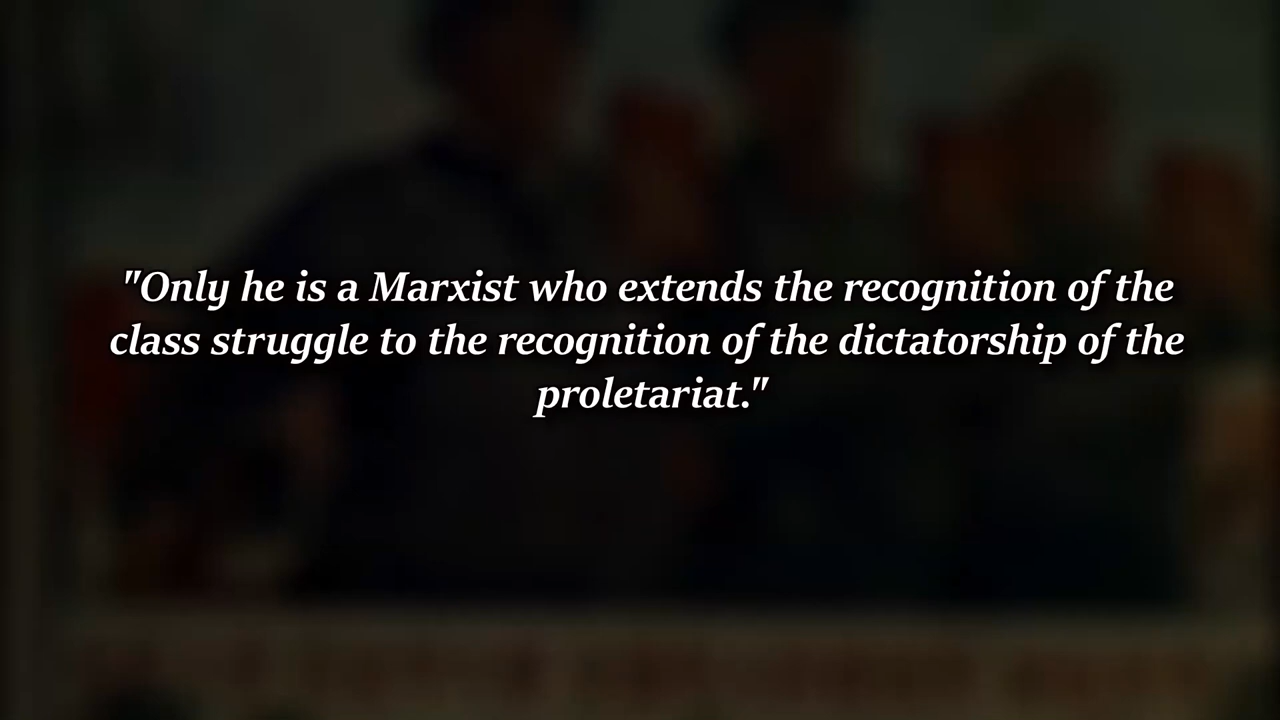 "Only he is a Marxist who extends the recognition of the
class struggle to the recognition of the dictatorship of the
proletariat."